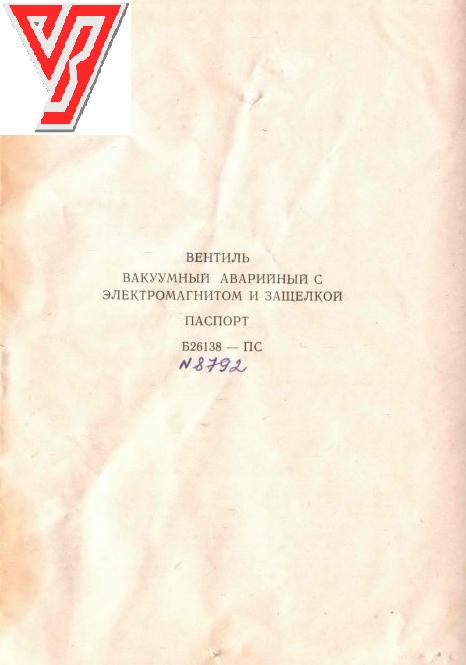 ВЕНТИЛЬ
ВАКУУМНЫЙ АВАРИЙНЫЙ С
ЭЛЕКТРОМАГНИТОМ И ЗАЩЕЛКОЙ
ПАСПОРТ
Б26138 — ПС
N8792